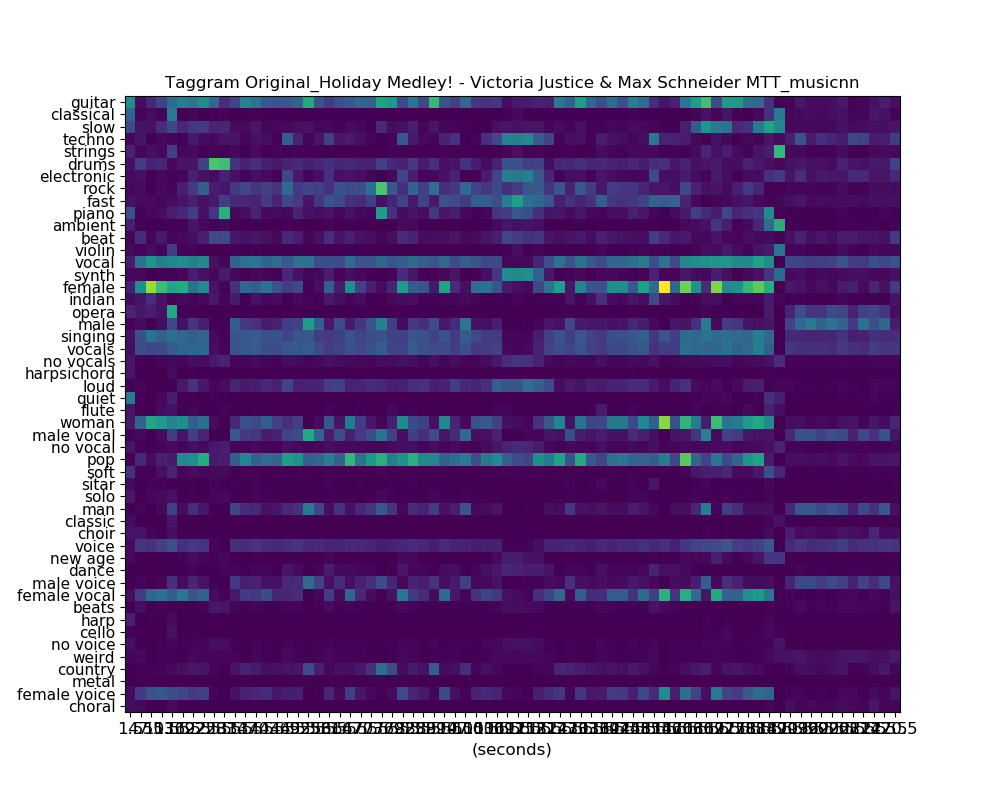 Taggram Original_Holiday Medley! - Victoria Justice & Max Schneider MTT_musicnn
guitar
classical
slow
techno
strings
drums
electronic
rock
fast
piano
ambient
beat
violin
vocal
synth
female
indian
opera
male
singing
vocals
no vocals
harpsichord
loud
quiet
flute
woman
male vocal
no vocal
pop
soft
sitar
solo
man
classic
choir
voice
new age
dance
male voice
female vocal
beats
harp
cello
no voice
weird
country
metal
female voice
choral
(seconds)